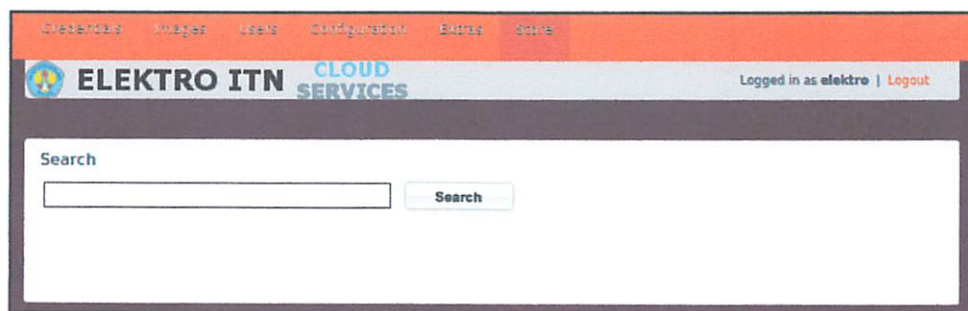 Credentials Images Users Configuration Extras Store
ELEKTRO ITN CLOUD SERVICES
Logged in as elektro | Logout
Search
Search